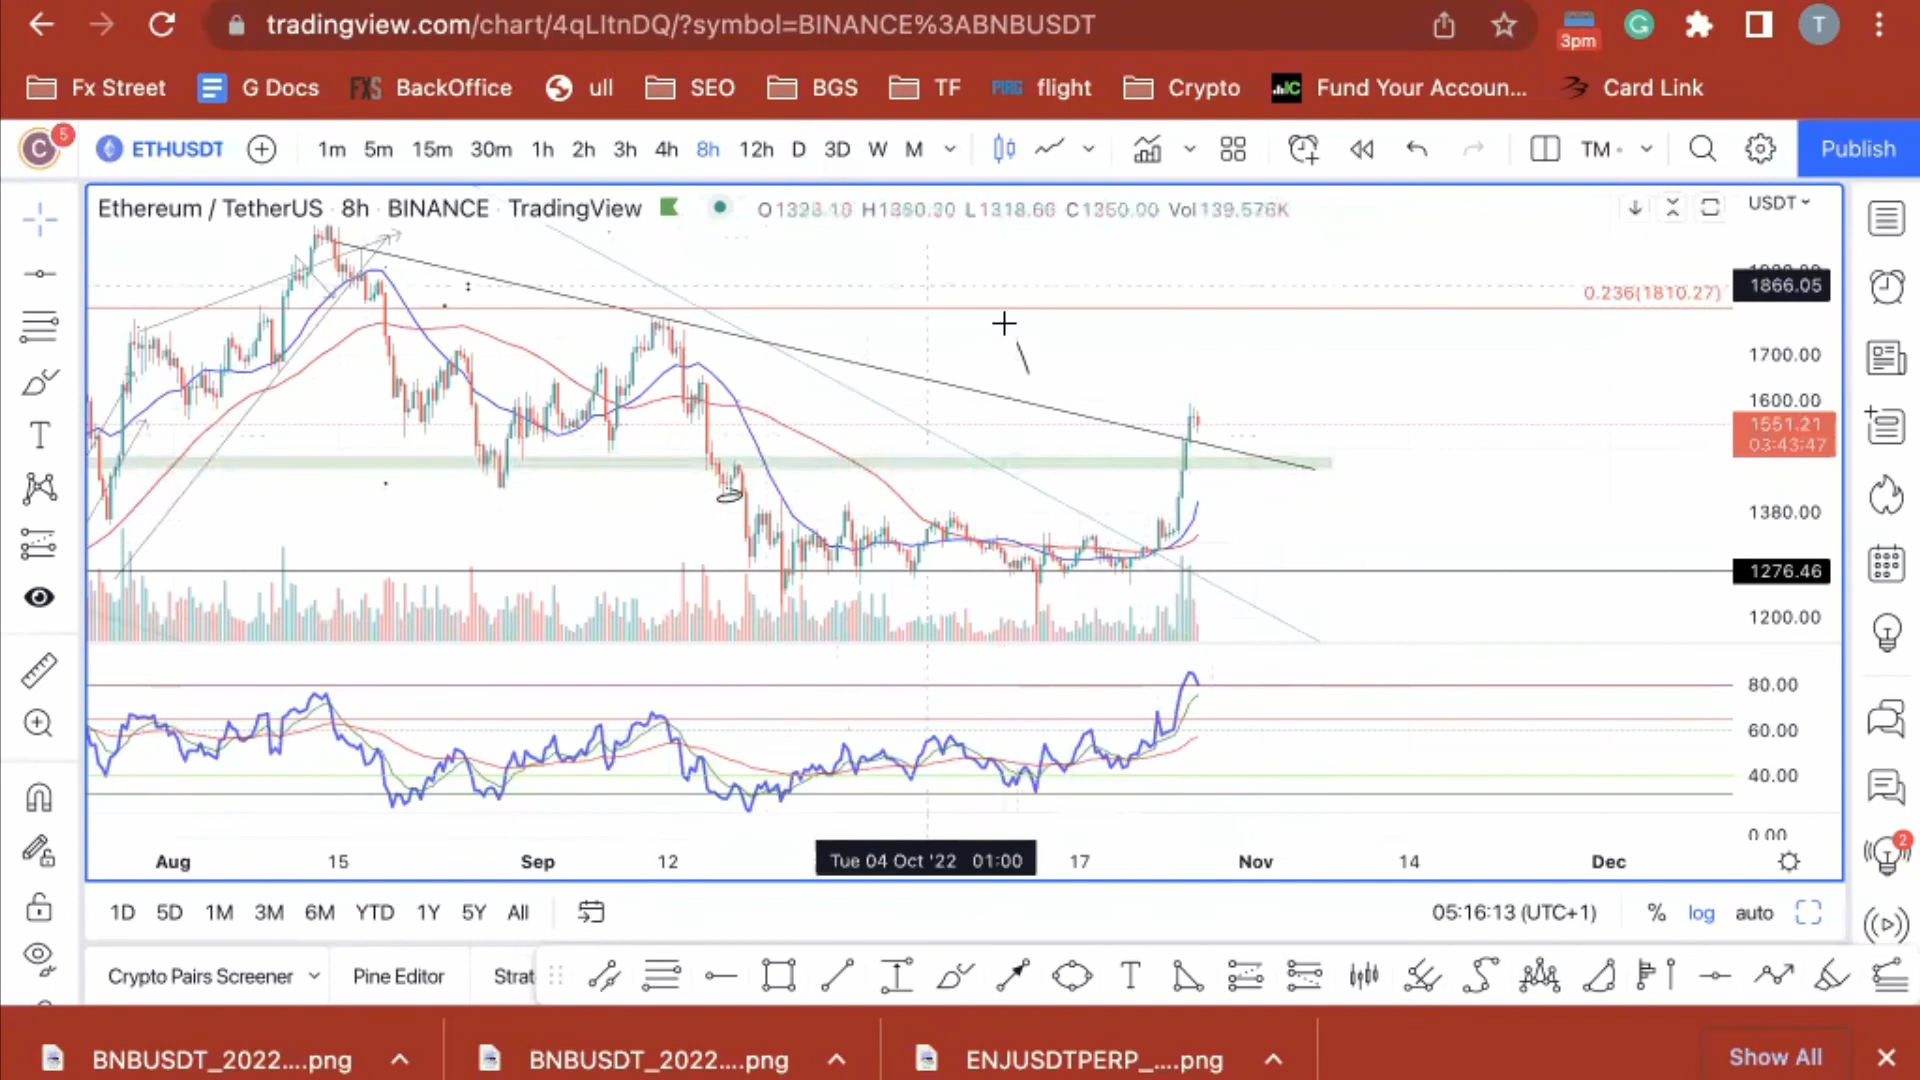 tradingview.com/chart/4qLItnDQ/?symbol=BINANCE%3ABNBUSDT
3pm
G
T
Fx Street
G Docs
FXS BackOffice
ull
SEO
BGS
TF
flight
Crypto
Fund Your Accoun...
Card Link
C 5
ETHUSDT
1m 5m 15m 30m 1h 2h 3h 4h 8h 12h D 3D W M
TM
Publish
Ethereum / TetherUS 8h · BINANCE · TradingView
Vol139.576K
USDT
1866.05
0.236(1810.27)
1700.00
1600.00
1551.21
03:43:47
1380.00
1276.46
1200.00
80.00
60.00
40.00
0.00
Aug 15 Sep 12 Tue 04 Oct '22 01:00 17 Nov 14 Dec
2
1D 5D 1M 3M 6M YTD 1Y 5Y All
05:16:13 (UTC+1) % log auto
Crypto Pairs Screener
Pine Editor
Strat
T
BNBUSDT_2022....png
BNBUSDT_2022....png
ENJUSDTPERP_....png
Show All